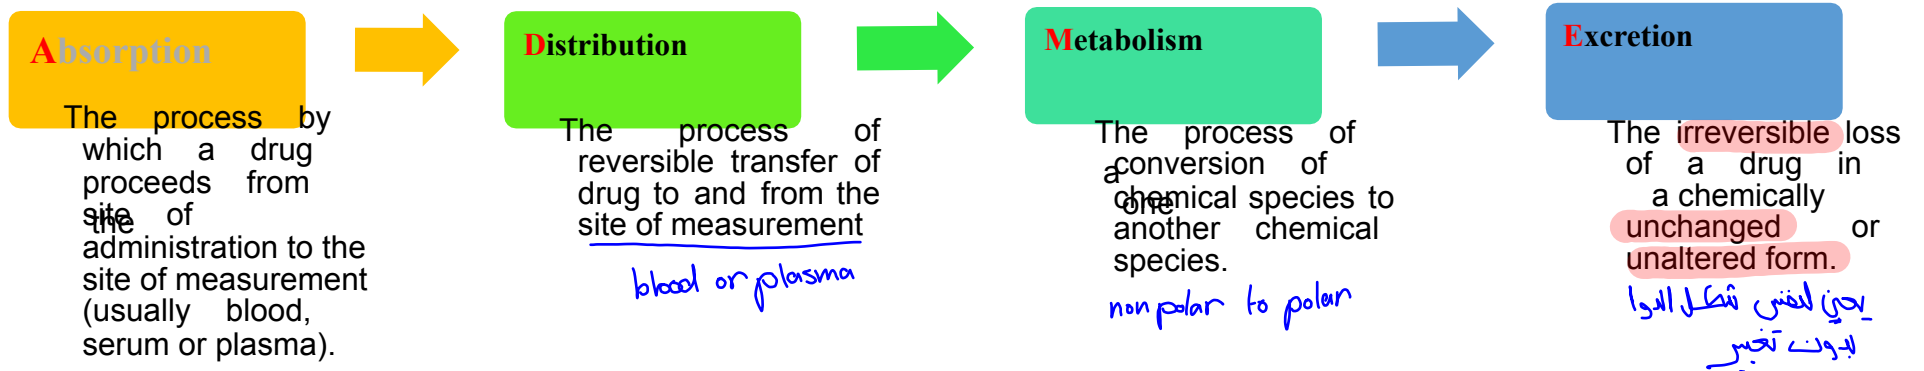 Absorption
The process by
which a drug
proceeds from
the
site of
administration to the
site of measurement
(usually blood,
serum or plasma).
Distribution
The process of
reversible transfer of
drug to and from the
site of measurement
blood or plasma
Metabolism
The process of
a
conversion of
one
chemical species to
another chemical
species.
non polar to polar
Excretion
The irreversible loss
of a drug in
a chemically
unchanged or
unaltered form.
يعني لنفس شكل الدوا
بدون تغيير